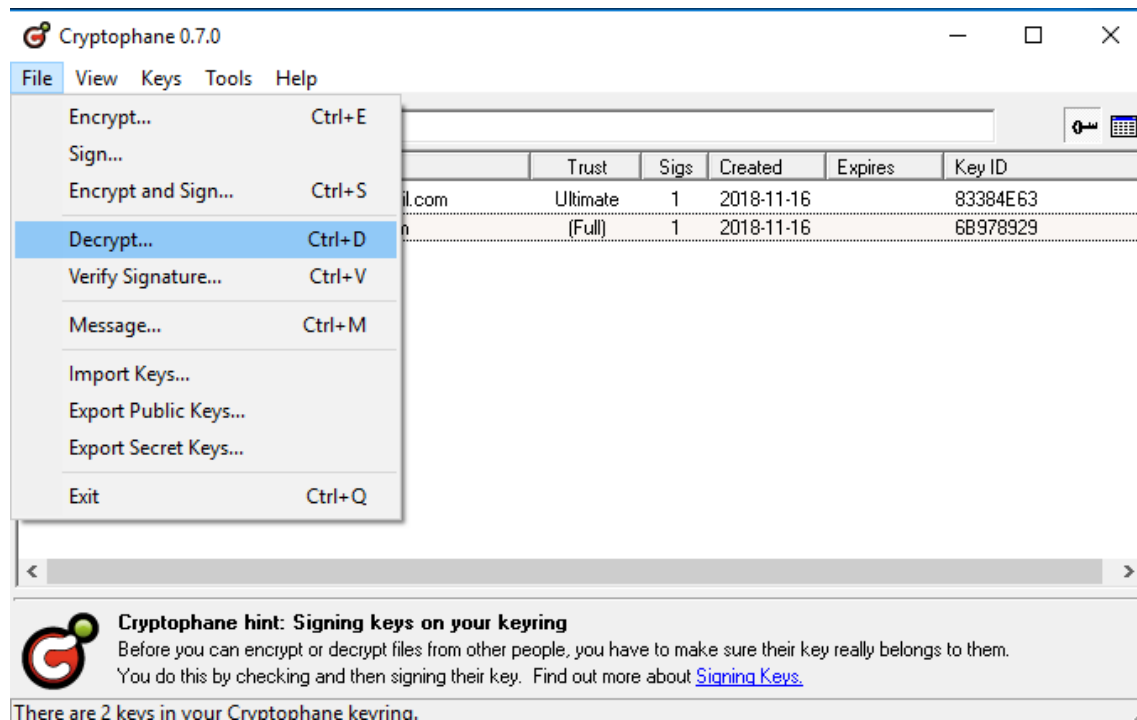 Cryptophane 0.7.0
File View Keys Tools Help
Encrypt... Ctrl+E
Sign...
Encrypt and Sign... Ctrl+S
Decrypt... Ctrl+D
Verify Signature... Ctrl+V
Message... Ctrl+M
Import Keys...
Export Public Keys...
Export Secret Keys...
Exit Ctrl+Q
Trust Sigs Created Expires Key ID
il.com Ultimate 1 2018-11-16 83384E63
(Full) 1 2018-11-16 6B978929
Cryptophane hint: Signing keys on your keyring
Before you can encrypt or decrypt files from other people, you have to make sure their key really belongs to them.
You do this by checking and then signing their key. Find out more about Signing Keys.
There are 2 keys in your Cryptophane keyring.